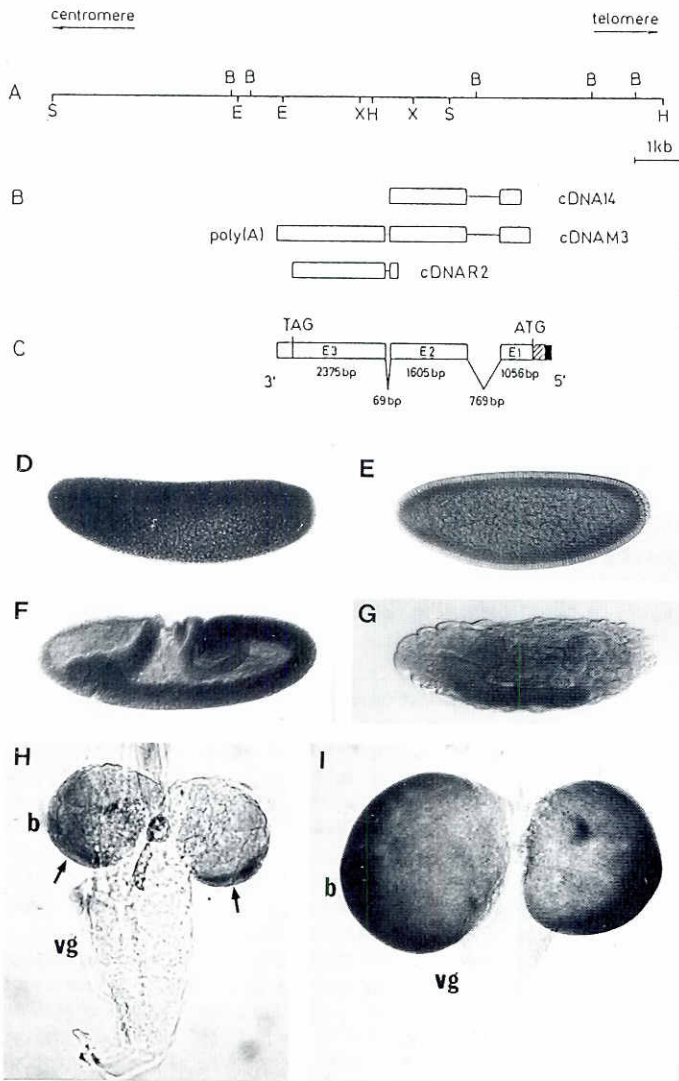 centromere telomere
A
B B B B B
S E E X H X S H
1kb
B
cDNA14
poly(A) cDNAM3
cDNAR2
C
TAG ATG
E3 E2 E1
3' 2375bp 1605bp 1056bp 5'
69bp 769bp
D E
F G
H I
b b
vg vg